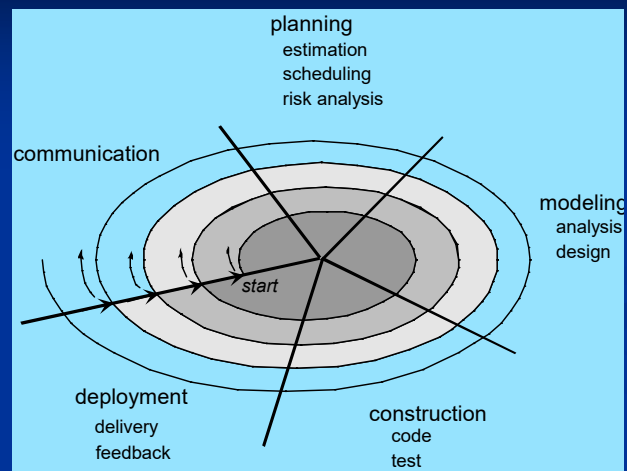 planning
estimation
scheduling
risk analysis
communication
modeling
analysis
design
start
deployment
delivery
feedback
construction
code
test